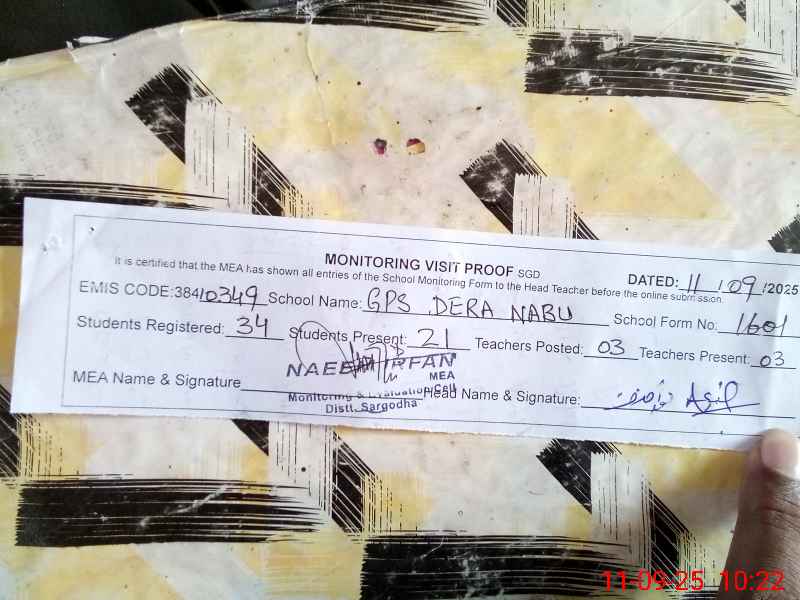 MONITORING VISIT PROOF SGD
It is certified that the MEA has shown all entries of the School Monitoring Form to the Head Teacher before the online submission.
DATED: 11/09/2025
EMIS CODE:38410349 School Name: GPS DERA NABU School Form No: 1601
Students Registered: 34 Students Present: 21 Teachers Posted: 03 Teachers Present: 03
NAEEM IRFAN
MEA
MEA Name & Signature
Monitoring & Evaluation Cell
Distt. Sargodha
Head Name & Signature:
11-09-25 10:22